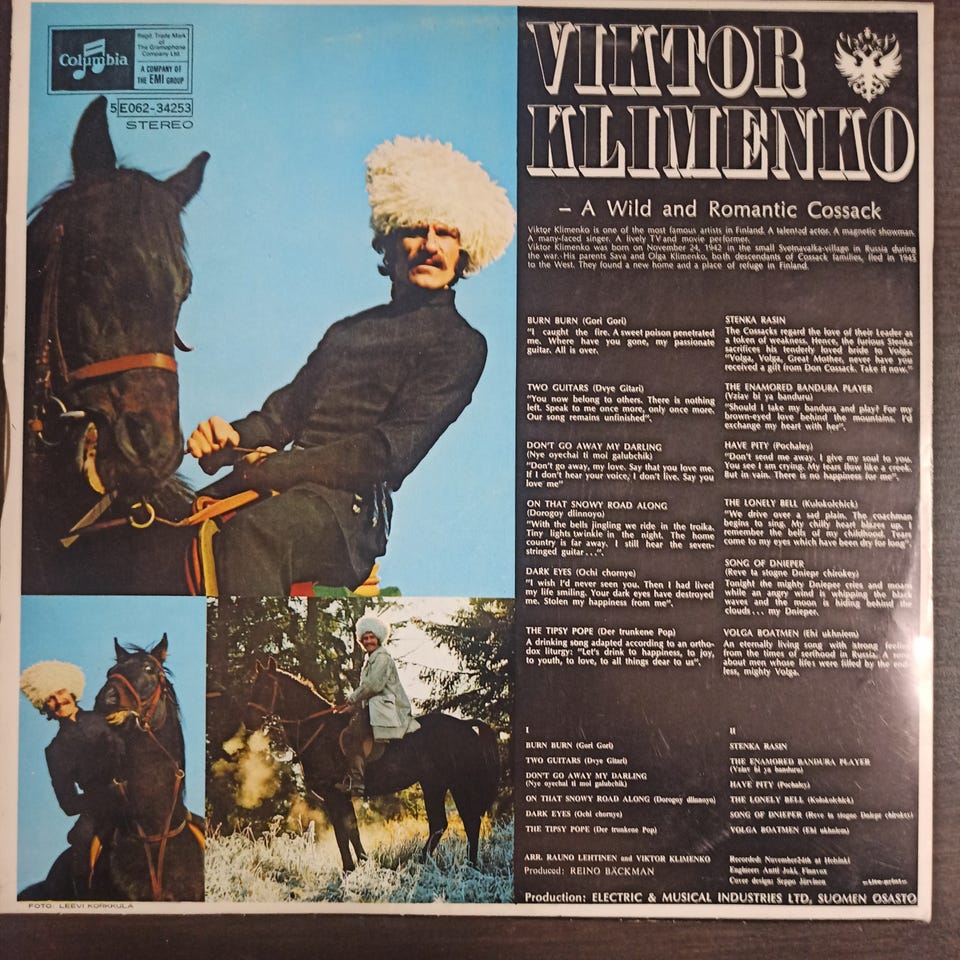 Columbia
Regd. Trade Mark
of
The Gramophone
Company Ltd.
A COMPANY OF
THE EMI GROUP
5E062-34253
STEREO
VIKTOR
KLIMENKO
– A Wild and Romantic Cossack
Viktor Klimenko is one of the most famous artists in Finland. A talented actor. A magnetic showman.
A many-faced singer. A lively TV and movie performer.
Viktor Klimenko was born on November 24, 1942 in the small Svetnavalka-village in Russia during
the war. His parents Sava and Olga Klimenko, both descendants of Cossack families, fled in 1943
to the West. They found a new home and a place of refuge in Finland.
BURN BURN (Gori Gori)
"I caught the fire. A sweet poison penetrated
me. Where have you gone, my passionate
guitar. All is over.
TWO GUITARS (Dvye Gitari)
"You now belong to others. There is nothing
left. Speak to me once more, only once more.
Our song remains unfinished".
DON'T GO AWAY MY DARLING
(Nye oyechai ti moi galubchik)
"Don't go away, my love. Say that you love me.
If I don't hear your voice, I don't live. Say you
love me"
ON THAT SNOWY ROAD ALONG
(Dorogoy dlinnoyo)
"With the bells jingling we ride in the troika.
Tiny lights twinkle in the night. The home
country is far away. I still hear the seven-
stringed guitar . . .".
DARK EYES (Ochi chornye)
"I wish I'd never seen you. Then I had lived
my life smiling. Your dark eyes have destroyed
me. Stolen my happiness from me".
THE TIPSY POPE (Der trunkene Pop)
A drinking song adapted according to an ortho-
dox liturgy: "Let's drink to happiness, to joy,
to youth, to love, to all things dear to us".
STENKA RASIN
The Cossacks regard the love of their Leader as
a token of weakness. Hence, the furious Stenka
sacrifices his tenderly loved bride to Volga.
"Volga, Volga, Great Mother, never have you
received a gift from Don Cossack. Take it now."
THE ENAMORED BANDURA PLAYER
(Vzlav bi ya banduru)
"Should I take my bandura and play? For my
brown-eyed love behind the mountains. I'd
exchange my heart with her".
HAVE PITY (Pochaley)
"Don't send me away. I give my soul to you.
You see I am crying. My tears flow like a creek.
But in vain. There is no happiness for me".
THE LONELY BELL (Kulokolchick)
"We drive over a sad plain. The coachman
begins to sing. My chilly heart blazes up. I
remember the bells of my childhood. Tears
come to my eyes which have been dry for long".
SONG OF DNIEPER
(Reve ta stogne Dniepr chirokey)
Tonight the mighty Dnieper cries and moans
while an angry wind is whipping the black
waves and the moon is hiding behind the
clouds . . . my Dnieper.
VOLGA BOATMEN (Ehi ukhniem)
An eternally living song with strong feeling
from the times of serfhood in Russia. A song
about men whose lifes were filled by the end-
less, mighty Volga.
I
BURN BURN (Gori Gori)
TWO GUITARS (Dvye Gitari)
DON'T GO AWAY MY DARLING
(Nye oyechai ti moi galubchik)
ON THAT SNOWY ROAD ALONG (Dorogoy dlinnoyo)
DARK EYES (Ochi chornye)
THE TIPSY POPE (Der trunkene Pop)
II
STENKA RASIN
THE ENAMORED BANDURA PLAYER
(Vzlav bi ya banduru)
HAVE PITY (Pochaley)
THE LONELY BELL (Kolokolchick)
SONG OF DNIEPER (Reve ta stogne Dniepr chirokey)
VOLGA BOATMEN (Ehi ukhniem)
ARR. RAUNO LEHTINEN and VIKTOR KLIMENKO
Produced: REINO BÄCKMAN
Recorded: November 24th at Helsinki
Engineer: Antti Joki, Finnvox
Cover design: Seppo Järvinen
Production: ELECTRIC & MUSICAL INDUSTRIES LTD, SUOMEN OSASTO
FOTO: LEEVI KORKKULA